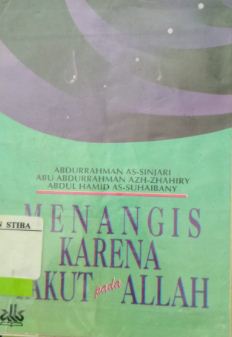 ABDURRAHMAN AS-SINJARI
ABU ABDURRAHMAN AZH-ZHAHIRY
ABDUL HAMID AS-SUHAIBANY
MENANGIS
N STIBA
KARENA
AKUT pada ALLAH